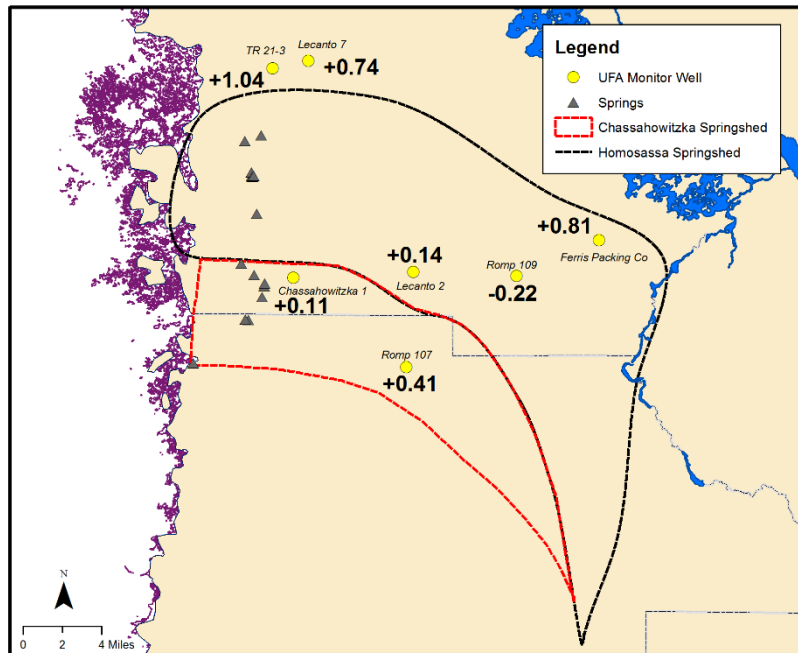 TR 21-3
Lecanto 7
+1.04
+0.74
Legend
UFA Monitor Well
Springs
Chassahowitzka Springshed
Homosassa Springshed
+0.81
Ferris Packing Co
+0.14
Lecanto 2
Romp 109
-0.22
Chassahowitzka 1
+0.11
Romp 107
+0.41
N
0 2 4 Miles